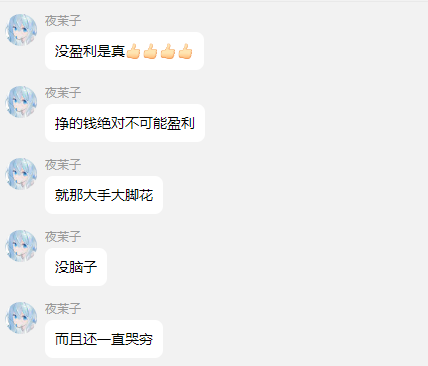 夜茉子
没盈利是真👍👍👍👍
夜茉子
挣的钱绝对不可能盈利
夜茉子
就那大手大脚花
夜茉子
没脑子
夜茉子
而且还一直哭穷